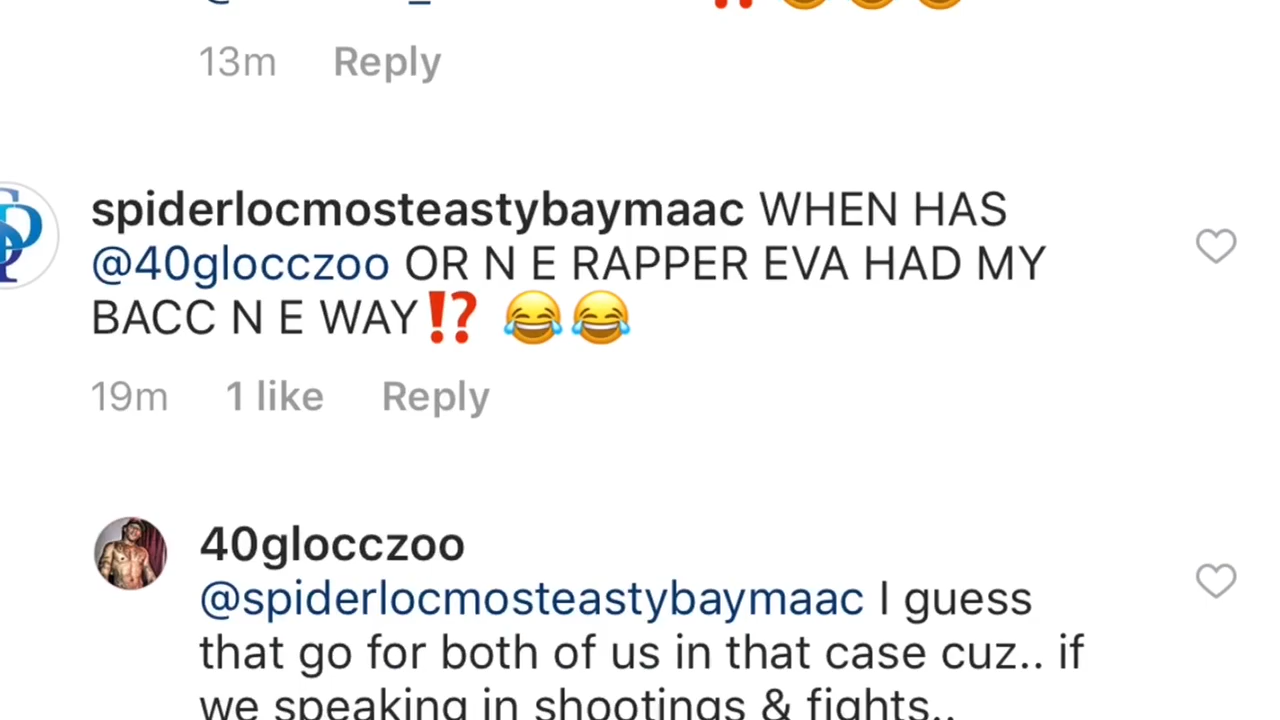 13m Reply
spiderlocmosteastybaymaac WHEN HAS
@40glocczoo OR N E RAPPER EVA HAD MY
BACC N E WAY⁉️ 😂😂
19m 1 like Reply
40glocczoo
@spiderlocmosteastybaymaac I guess
that go for both of us in that case cuz.. if
we speaking in shootings & fights..